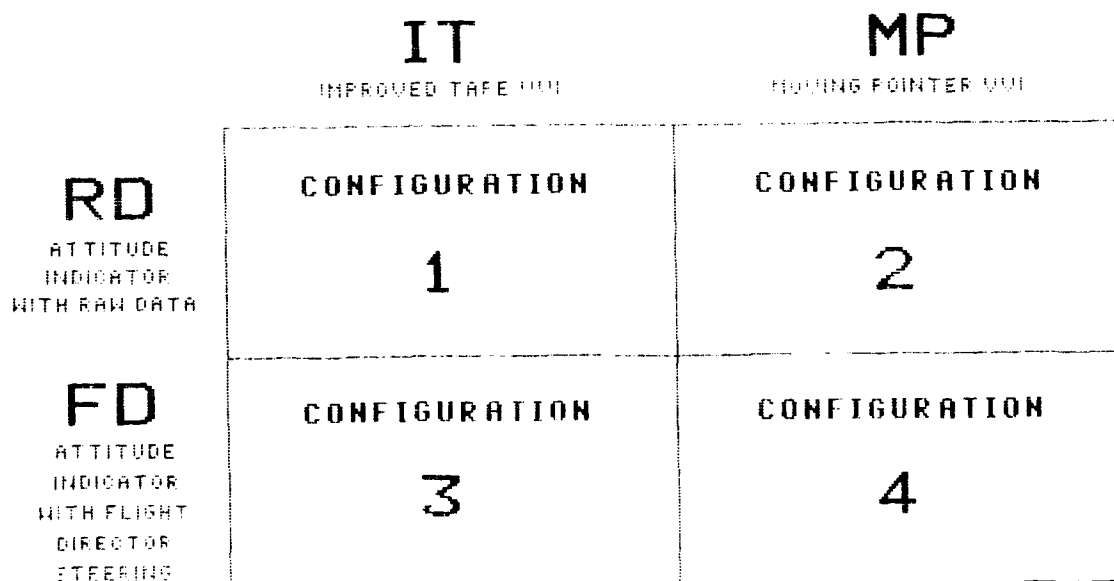 IT MP
IMPROVED TAPE VVI MOVING POINTER VVI
RD
ATTITUDE
INDICATOR
WITH RAW DATA
CONFIGURATION
1
CONFIGURATION
2
FD
ATTITUDE
INDICATOR
WITH FLIGHT
DIRECTOR
STEERING
CONFIGURATION
3
CONFIGURATION
4